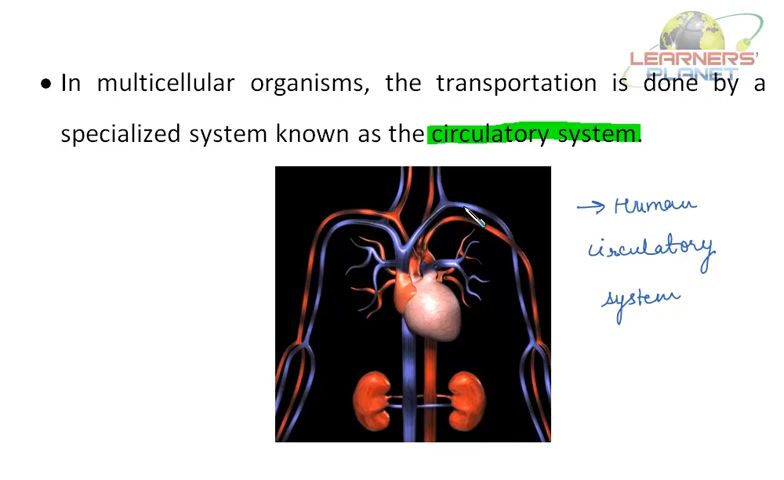 LEARNERS'
PLANET
• In multicellular organisms, the transportation is done by a
specialized system known as the circulatory system.
→ Human
circulatory
system